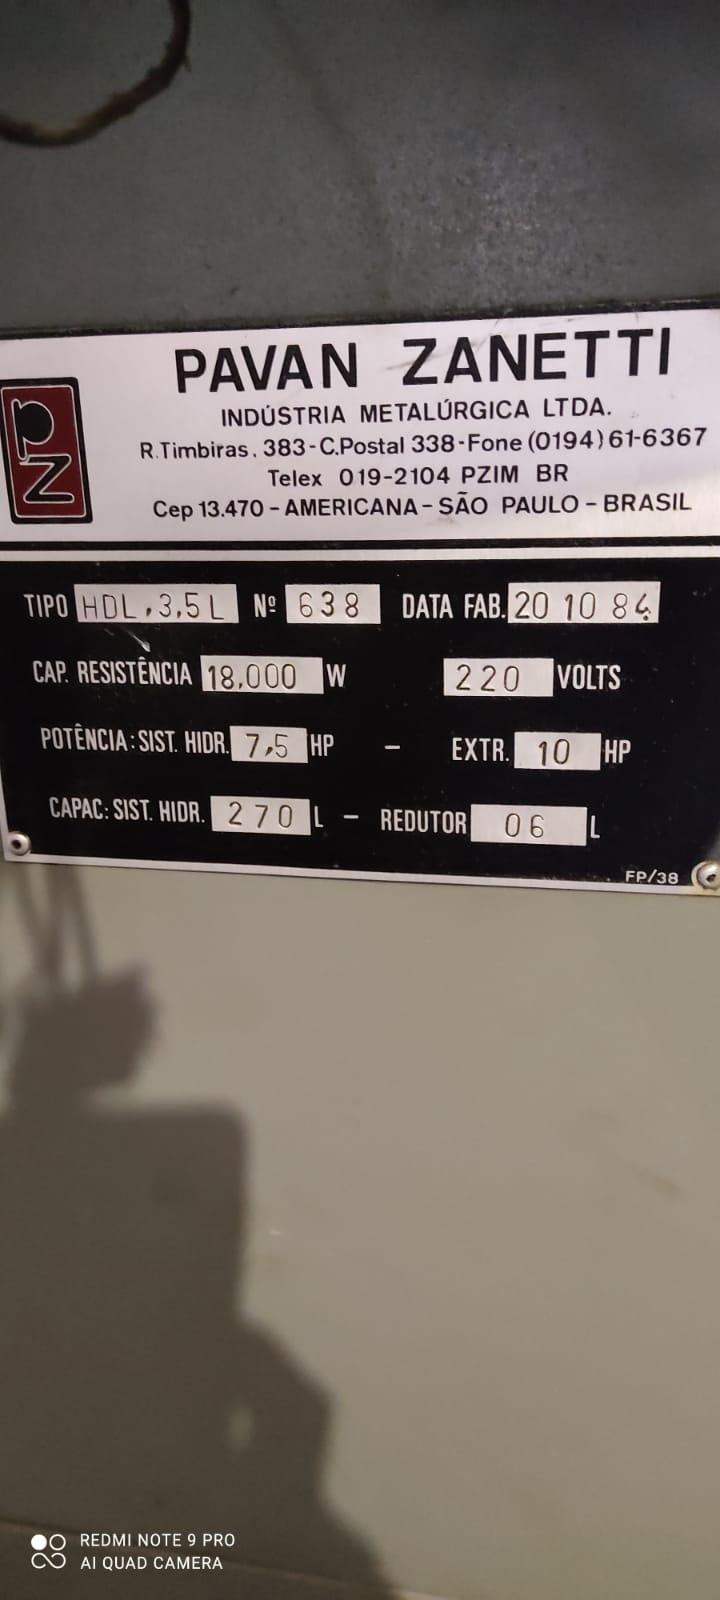 PAVAN ZANETTI
INDÚSTRIA METALÚRGICA LTDA.
R.Timbiras, 383-C.Postal 338-Fone (0194) 61-6367
Telex 019-2104 PZIM BR
Cep 13.470 - AMERICANA - SÃO PAULO - BRASIL
PZ
TIPO HDL.3,5L Nº 638 DATA FAB. 20 10 84
CAP. RESISTÊNCIA 18.000 W 220 VOLTS
POTÊNCIA: SIST. HIDR. 7,5 HP - EXTR. 10 HP
CAPAC: SIST. HIDR. 270 L - REDUTOR 06 L
FP/38
REDMI NOTE 9 PRO
AI QUAD CAMERA